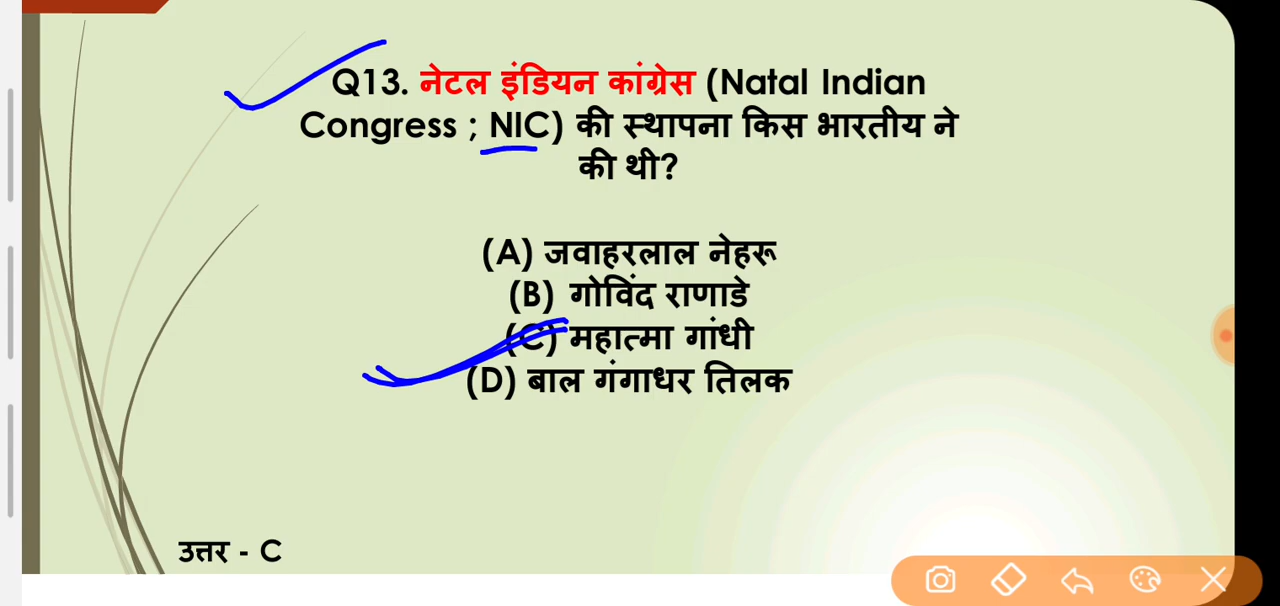 Q13. नेटल इंडियन कांग्रेस (Natal Indian
Congress ; NIC) की स्थापना किस भारतीय ने
की थी?
(A) जवाहरलाल नेहरू
(B) गोविंद राणाडे
(C) महात्मा गांधी
(D) बाल गंगाधर तिलक
उत्तर - C